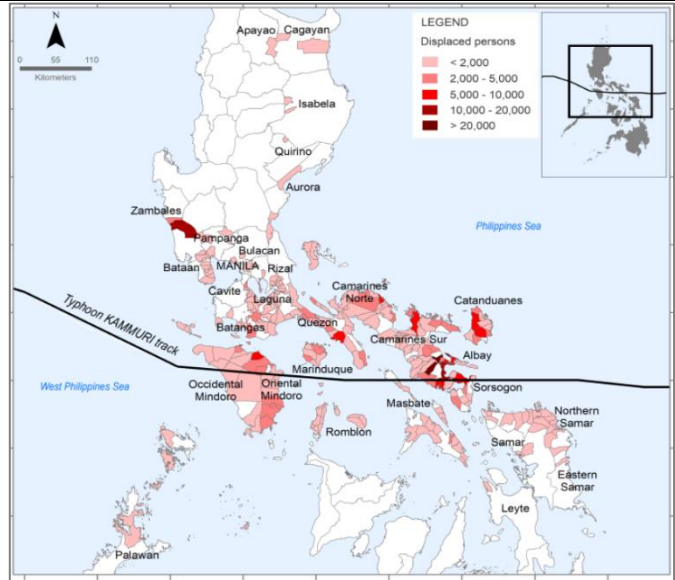 N
0 55 110
Kilometers
LEGEND
Displaced persons
< 2,000
2,000 - 5,000
5,000 - 10,000
10,000 - 20,000
> 20,000
Apayao Cagayan
Isabela
Quirino
Aurora
Zambales
Pampanga
Bulacan
Bataan MANILA Rizal
Cavite
Laguna
Batangas
Quezon
Camarines
Norte
Catanduanes
Camarines Sur
Albay
Sorsogon
Philippines Sea
Typhoon KAMMURI track
West Philippines Sea
Marinduque
Occidental
Mindoro
Oriental
Mindoro
Masbate
Romblon
Northern
Samar
Samar
Eastern
Samar
Leyte
Palawan